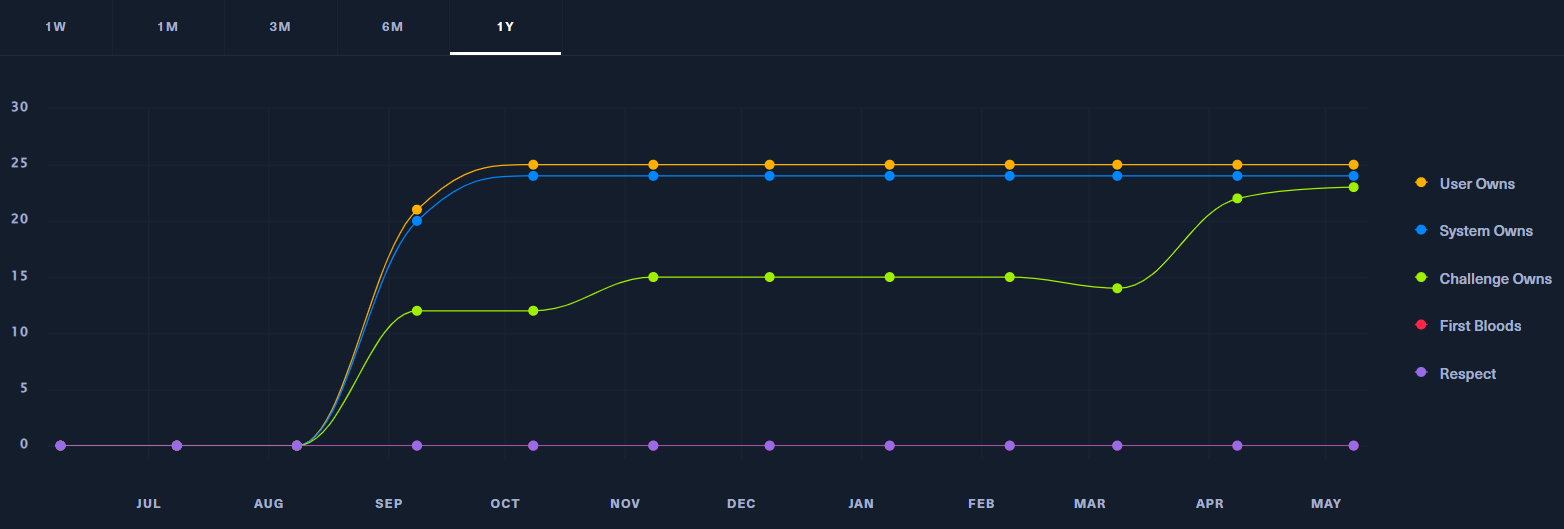 1W 1M 3M 6M 1Y
30
25
20
15
10
5
0
JUL AUG SEP OCT NOV DEC JAN FEB MAR APR MAY
User Owns
System Owns
Challenge Owns
First Bloods
Respect